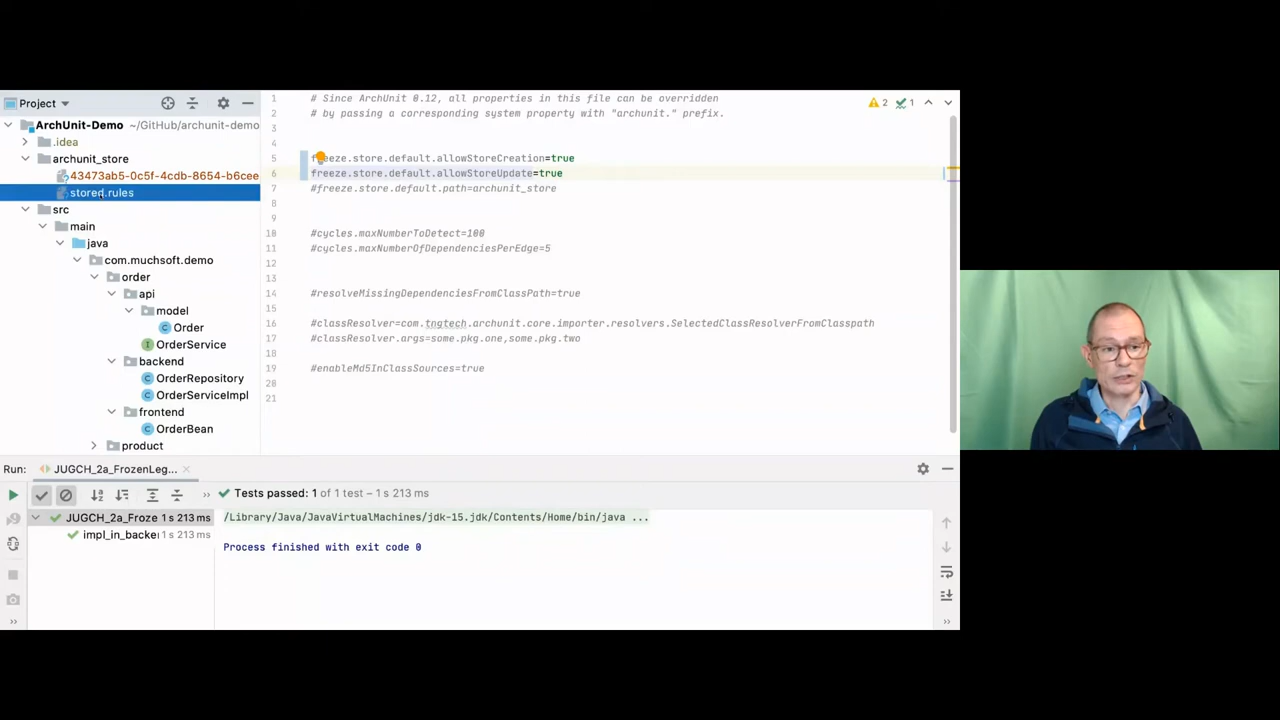 Project
ArchUnit-Demo ~/GitHub/archunit-demo
.idea
archunit_store
43473ab5-0c5f-4cdb-8654-b6cee
stored.rules
src
main
java
com.muchsoft.demo
order
api
model
Order
OrderService
backend
OrderRepository
OrderServiceImpl
frontend
OrderBean
product
1 # Since ArchUnit 0.12, all properties in this file can be overridden
2 # by passing a corresponding system property with "archunit." prefix.
3
4
5 freeze.store.default.allowStoreCreation=true
6 freeze.store.default.allowStoreUpdate=true
7 #freeze.store.default.path=archunit_store
8
9
10 #cycles.maxNumberToDetect=100
11 #cycles.maxNumberOfDependenciesPerEdge=5
12
13
14 #resolveMissingDependenciesFromClassPath=true
15
16 #classResolver=com.tngtech.archunit.core.importer.resolvers.SelectedClassResolverFromClasspath
17 #classResolver.args=some.pkg.one,some.pkg.two
18
19 #enableMd5InClassSources=true
20
21
2 1
Run: JUGCH_2a_FrozenLeg...
Tests passed: 1 of 1 test – 1 s 213 ms
JUGCH_2a_Froze 1 s 213 ms
impl_in_backe 1 s 213 ms
/Library/Java/JavaVirtualMachines/jdk-15.jdk/Contents/Home/bin/java ...
Process finished with exit code 0